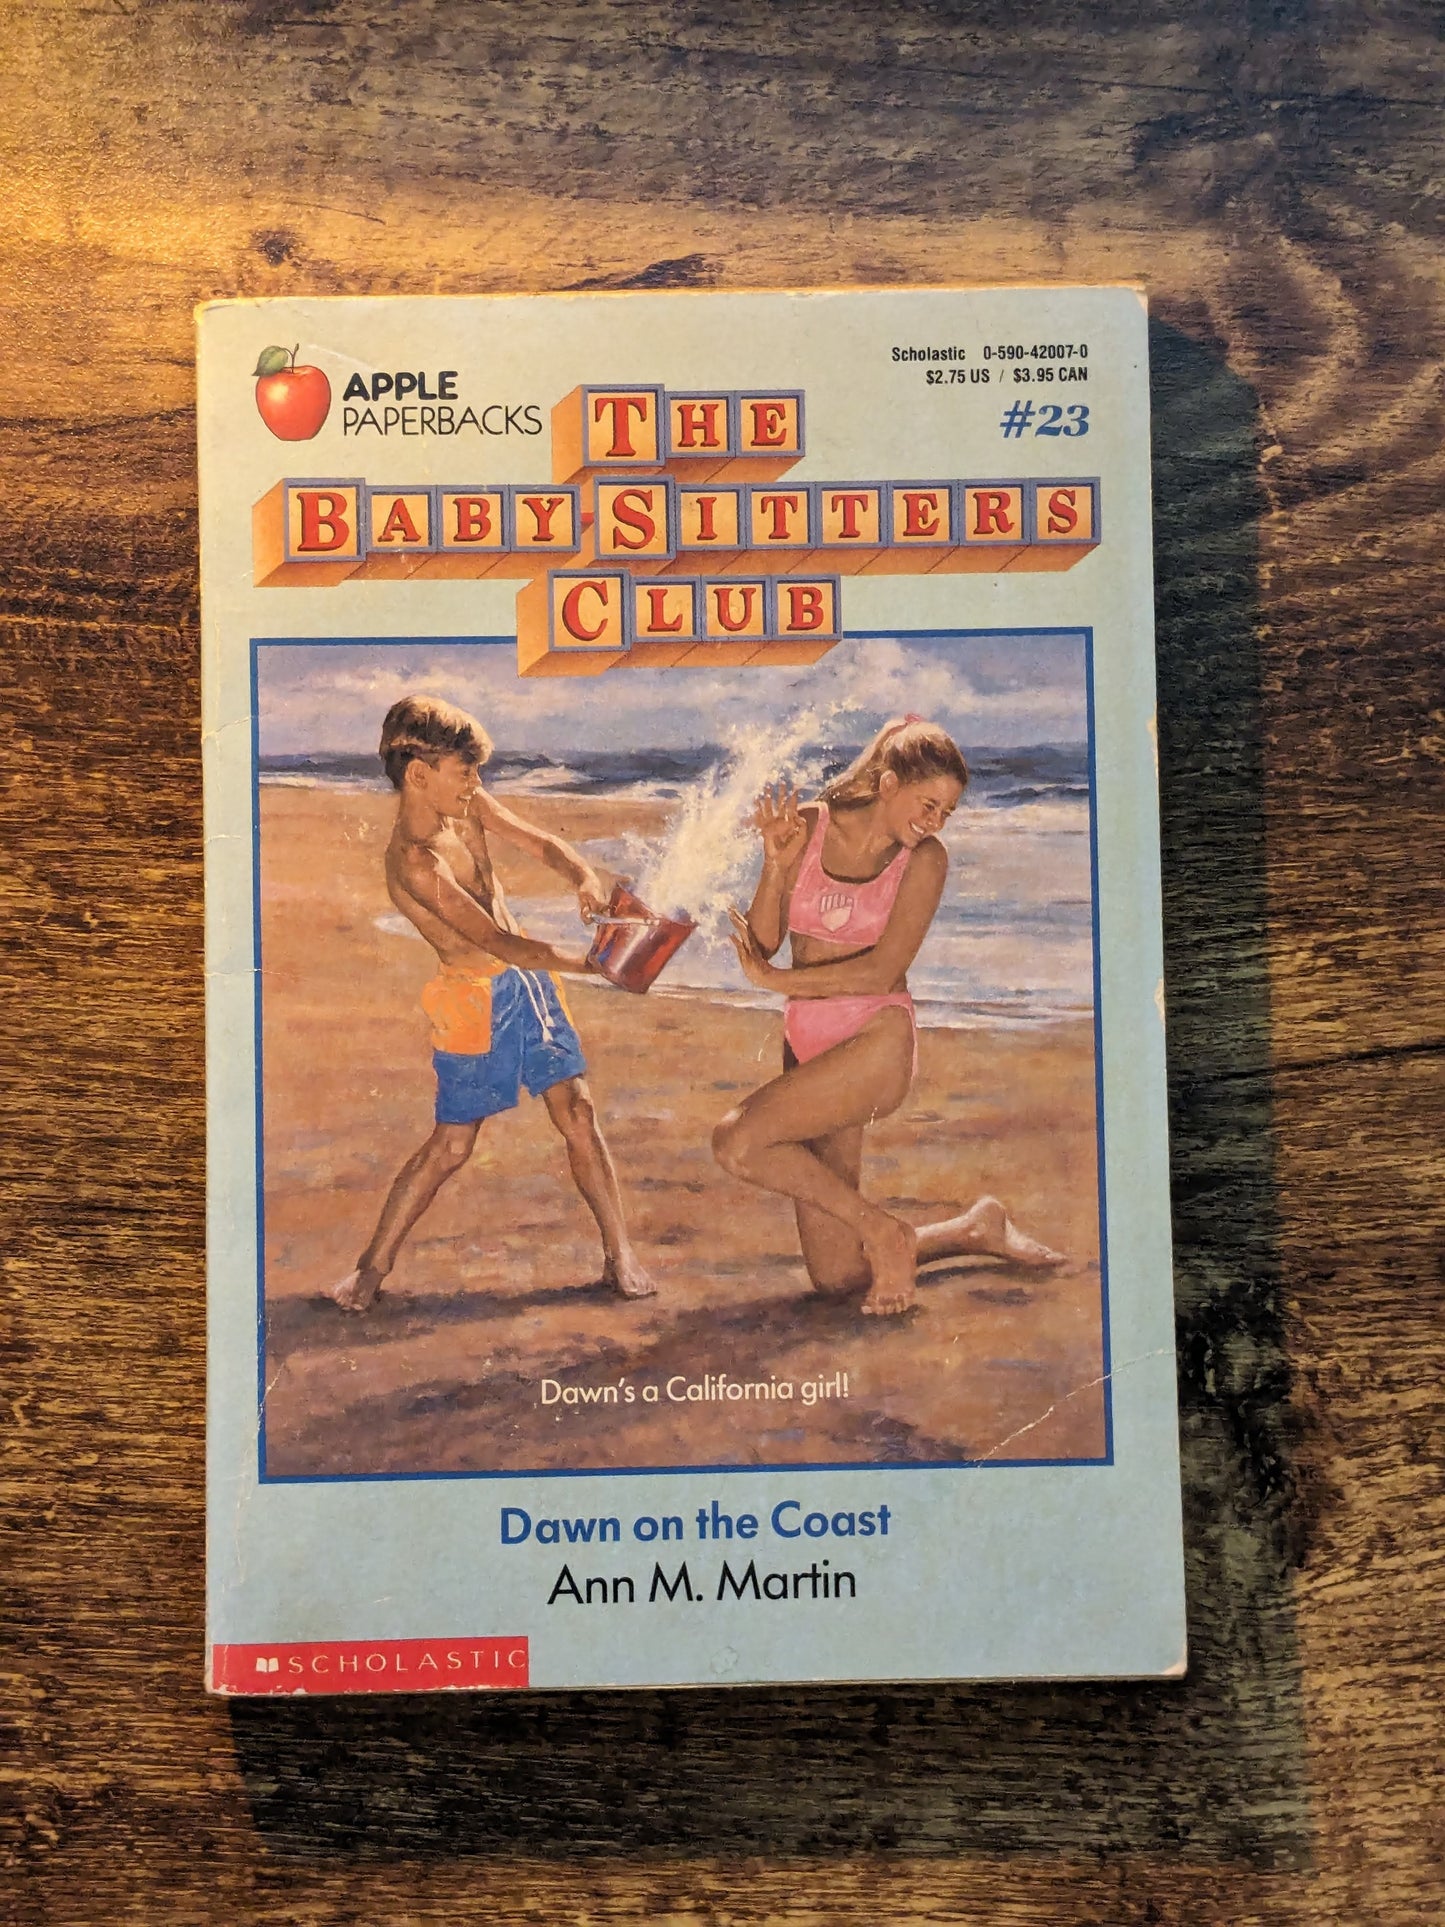 APPLE
PAPERBACKS
Scholastic 0-590-42007-0
$2.75 US / $3.95 CAN
#23
THE
BABY-SITTERS
CLUB
Dawn's a California girl!
Dawn on the Coast
Ann M. Martin
SCHOLASTIC